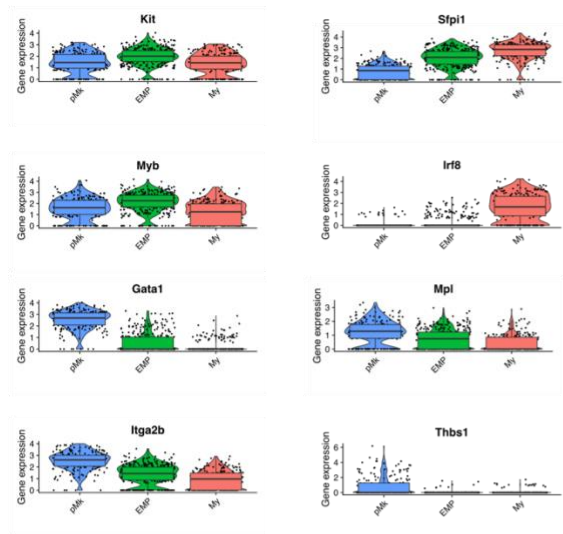 Kit
Gene expression
4
3
2
1
0
pMk
EMP
My
Sfpi1
Gene expression
4
3
2
1
0
pMk
EMP
My
Myb
Gene expression
4
3
2
1
0
pMk
EMP
My
Irf8
Gene expression
4
3
2
1
0
pMk
EMP
My
Gata1
Gene expression
4
3
2
1
0
pMk
EMP
My
Mpl
Gene expression
3
2
1
0
pMk
EMP
My
Itga2b
Gene expression
4
3
2
1
0
pMk
EMP
My
Thbs1
Gene expression
6
4
2
0
pMk
EMP
My